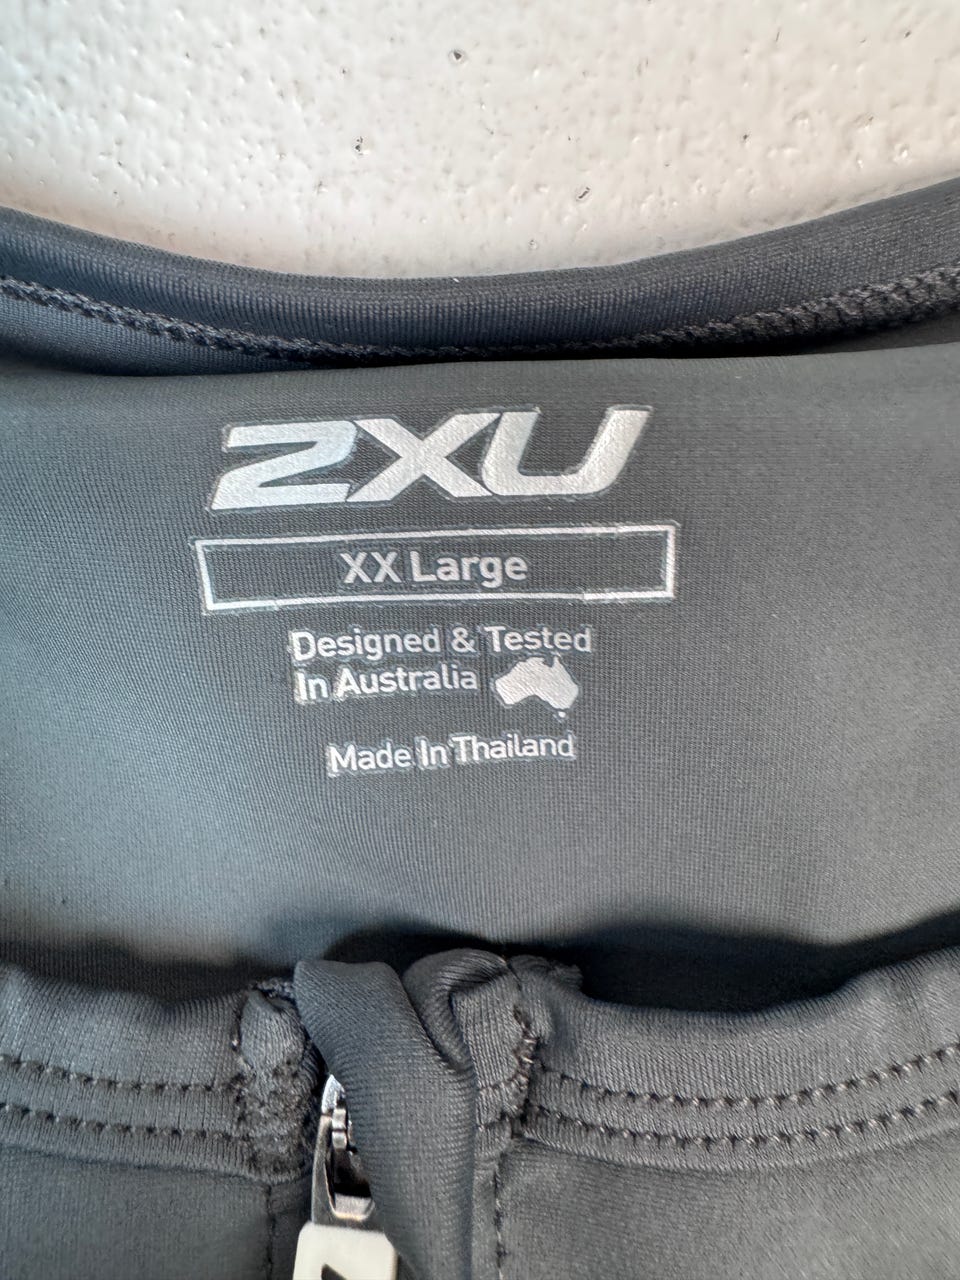 2XU
XX Large
Designed & Tested
In Australia
Made In Thailand